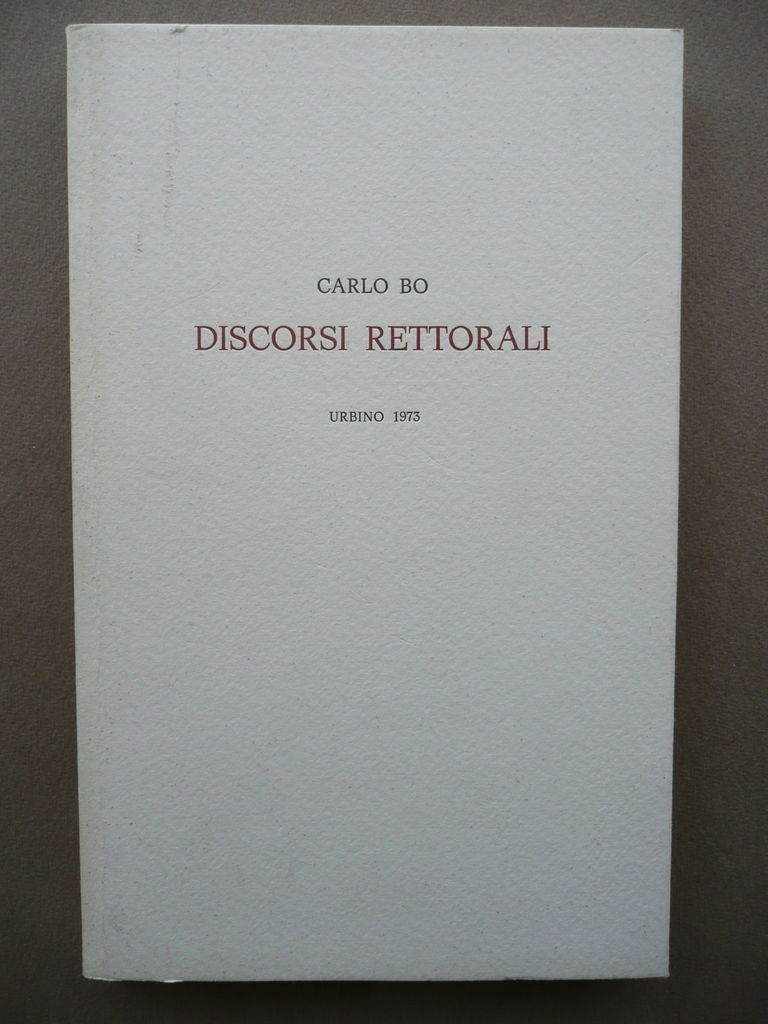 CARLO BO
DISCORSI RETTORALI
URBINO 1973